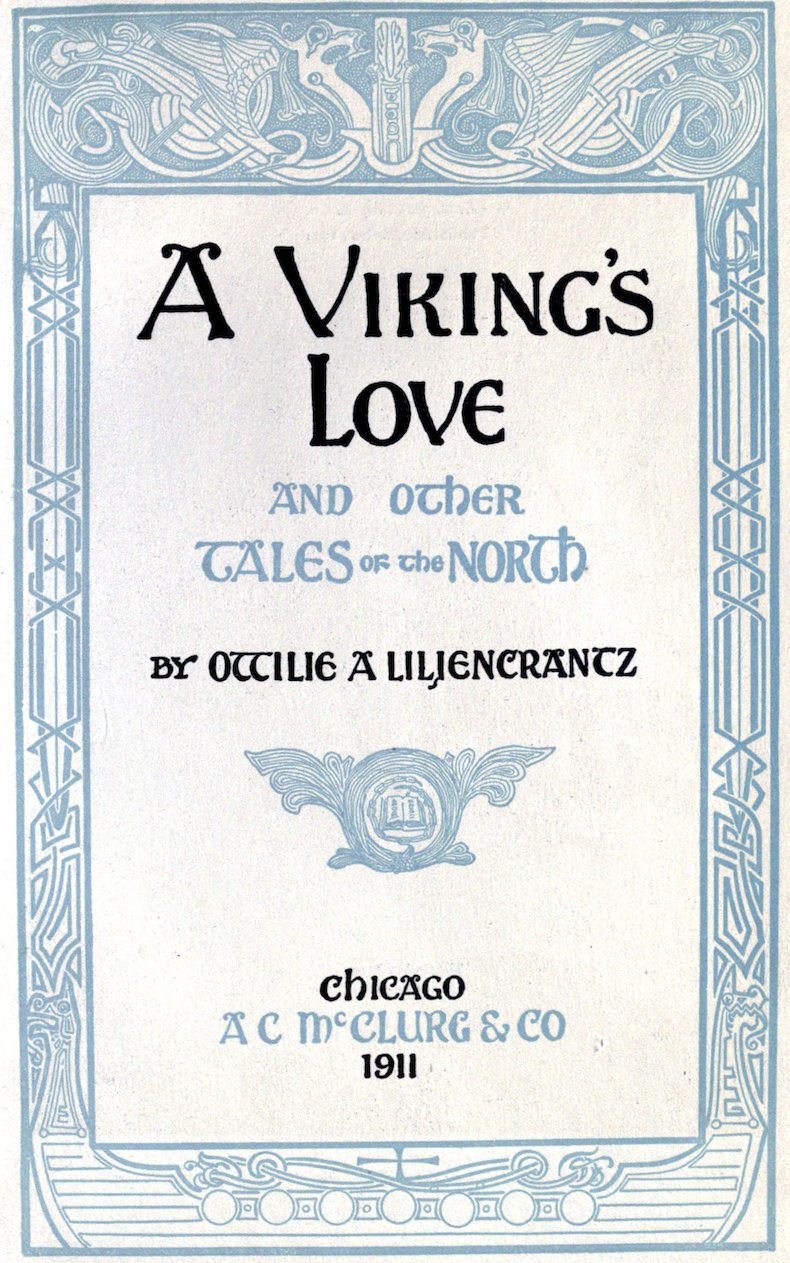 A VIKING'S
LOVE
AND OTHER
TALES OF THE NORTH
BY OTTILIE A LILJENCRANTZ
CHICAGO
A C McCLURG & CO
1911